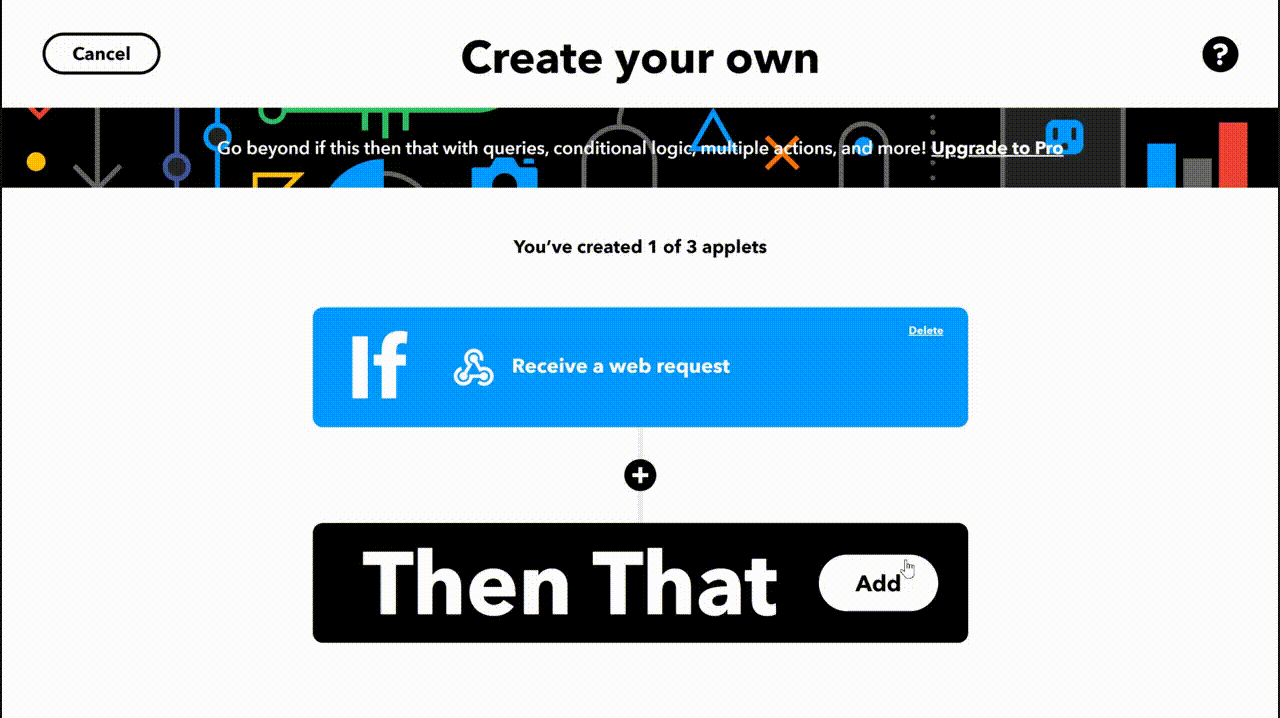 Cancel
Create your own
?
Go beyond if this then that with queries, conditional logic, multiple actions, and more! Upgrade to Pro
You’ve created 1 of 3 applets
Delete
If
Receive a web request
Then That
Add